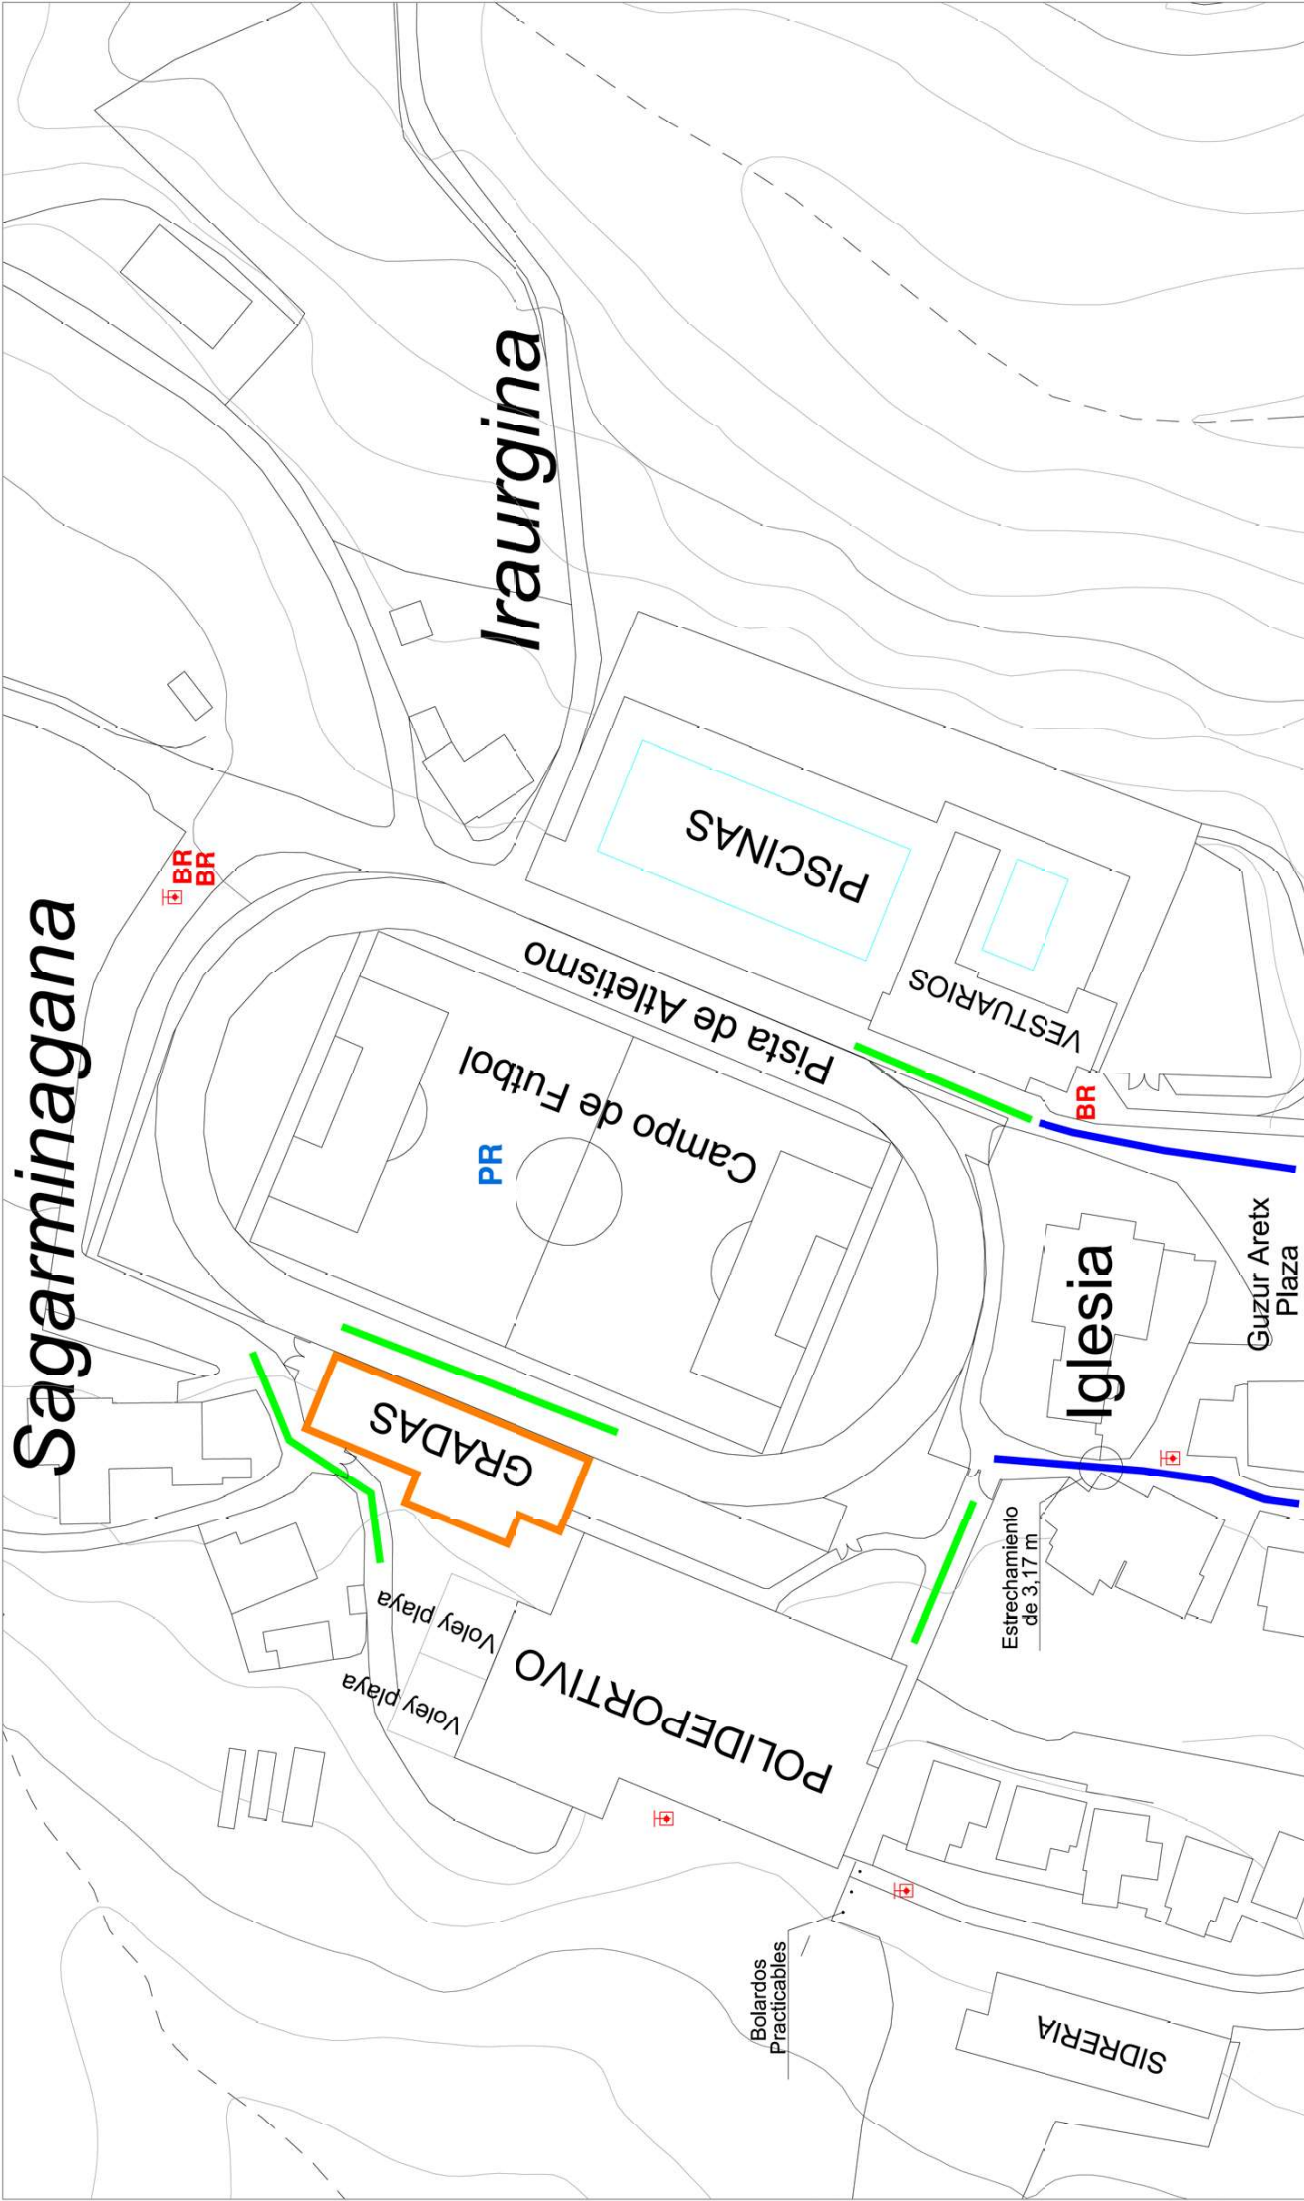 Sagarminagana
BR
BR
Iraurgina
PISCINAS
VESTUARIOS
Pista de Atletismo
Campo de Futbol
PR
BR
GRADAS
Iglesia
Guzur Aretx
Plaza
Estrechamiento
de 3,17 m
Voley playa
Voley playa
POLIDEPORTIVO
Bolardos
Practicables
SIDRERIA